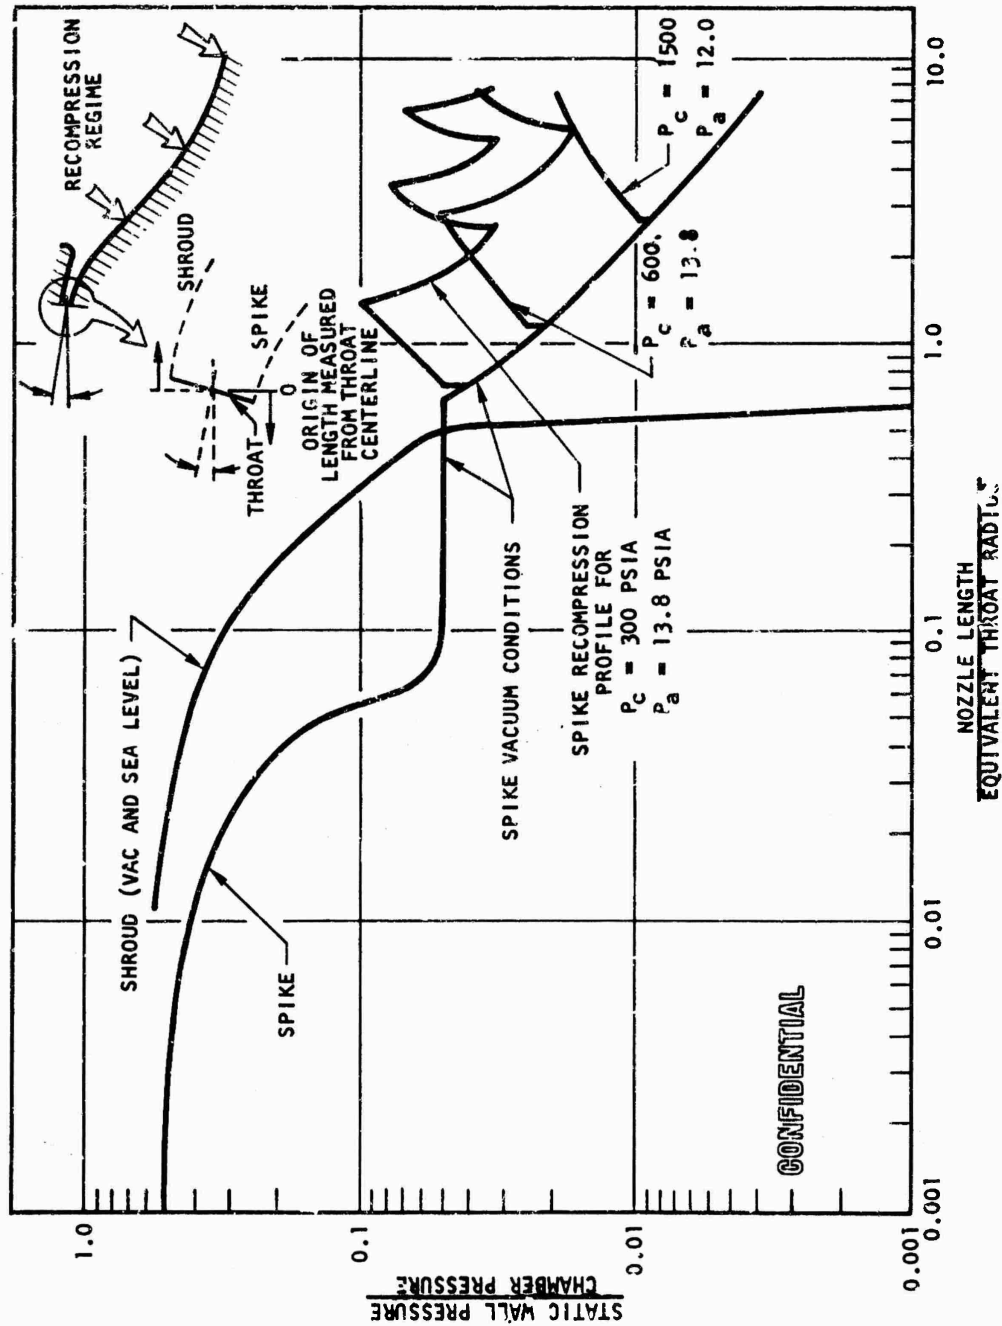 STATIC WALL PRESSURE
CHAMBER PRESSURE
1.0
0.1
0.01
0.001
0.001
0.01
0.1
1.0
10.0
NOZZLE LENGTH
EQUIVALENT THROAT RADIUS
SHROUD (VAC AND SEA LEVEL)
SPIKE
CONFIDENTIAL
SPIKE VACUUM CONDITIONS
SPIKE RECOMPRESSION
PROFILE FOR
Pc = 300 PSIA
Pa = 13.8 PSIA
Pc = 600.
Pa = 13.8
Pc = 1500
Pa = 12.0
THROAT
0
ORIGIN OF
LENGTH MEASURED
FROM THROAT
CENTERLINE
SHROUD
SPIKE
RECOMPRESSION
REGIME